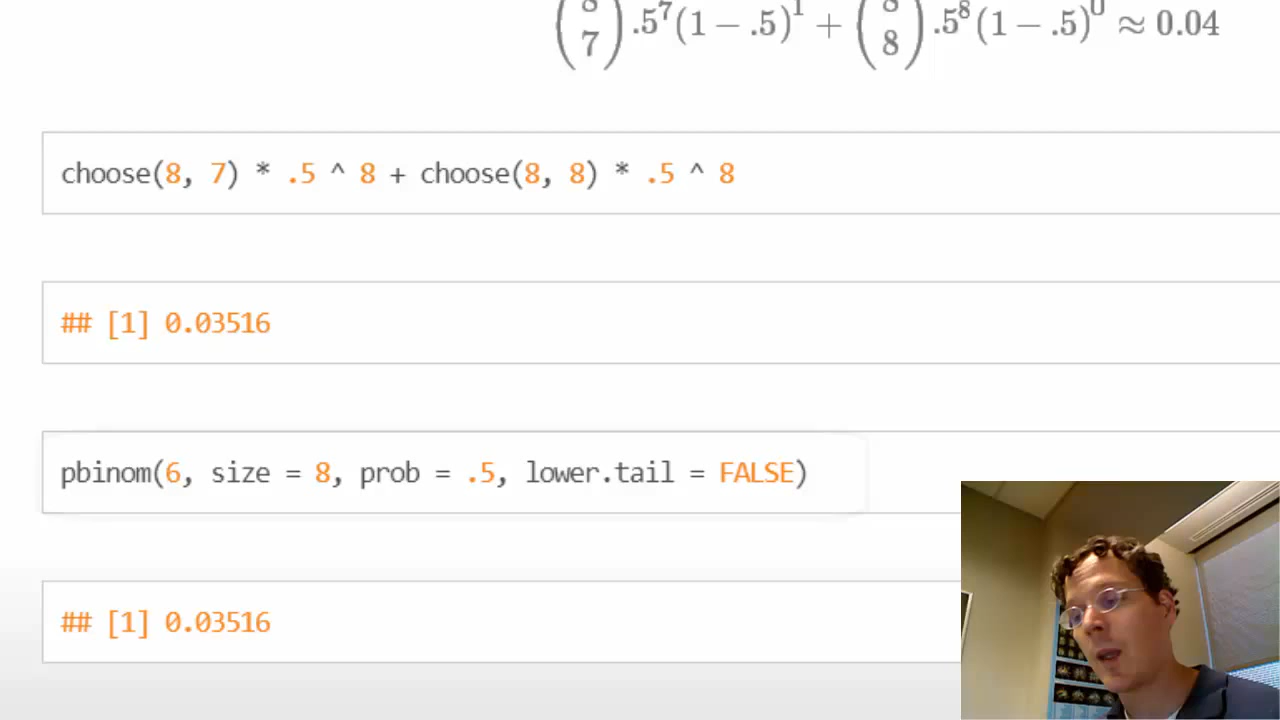 (8 7) .5^7(1 − .5)^1 + (8 8) .5^8(1 − .5)^0 ≈ 0.04
choose(8, 7) * .5 ^ 8 + choose(8, 8) * .5 ^ 8
## [1] 0.03516
pbinom(6, size = 8, prob = .5, lower.tail = FALSE)
## [1] 0.03516